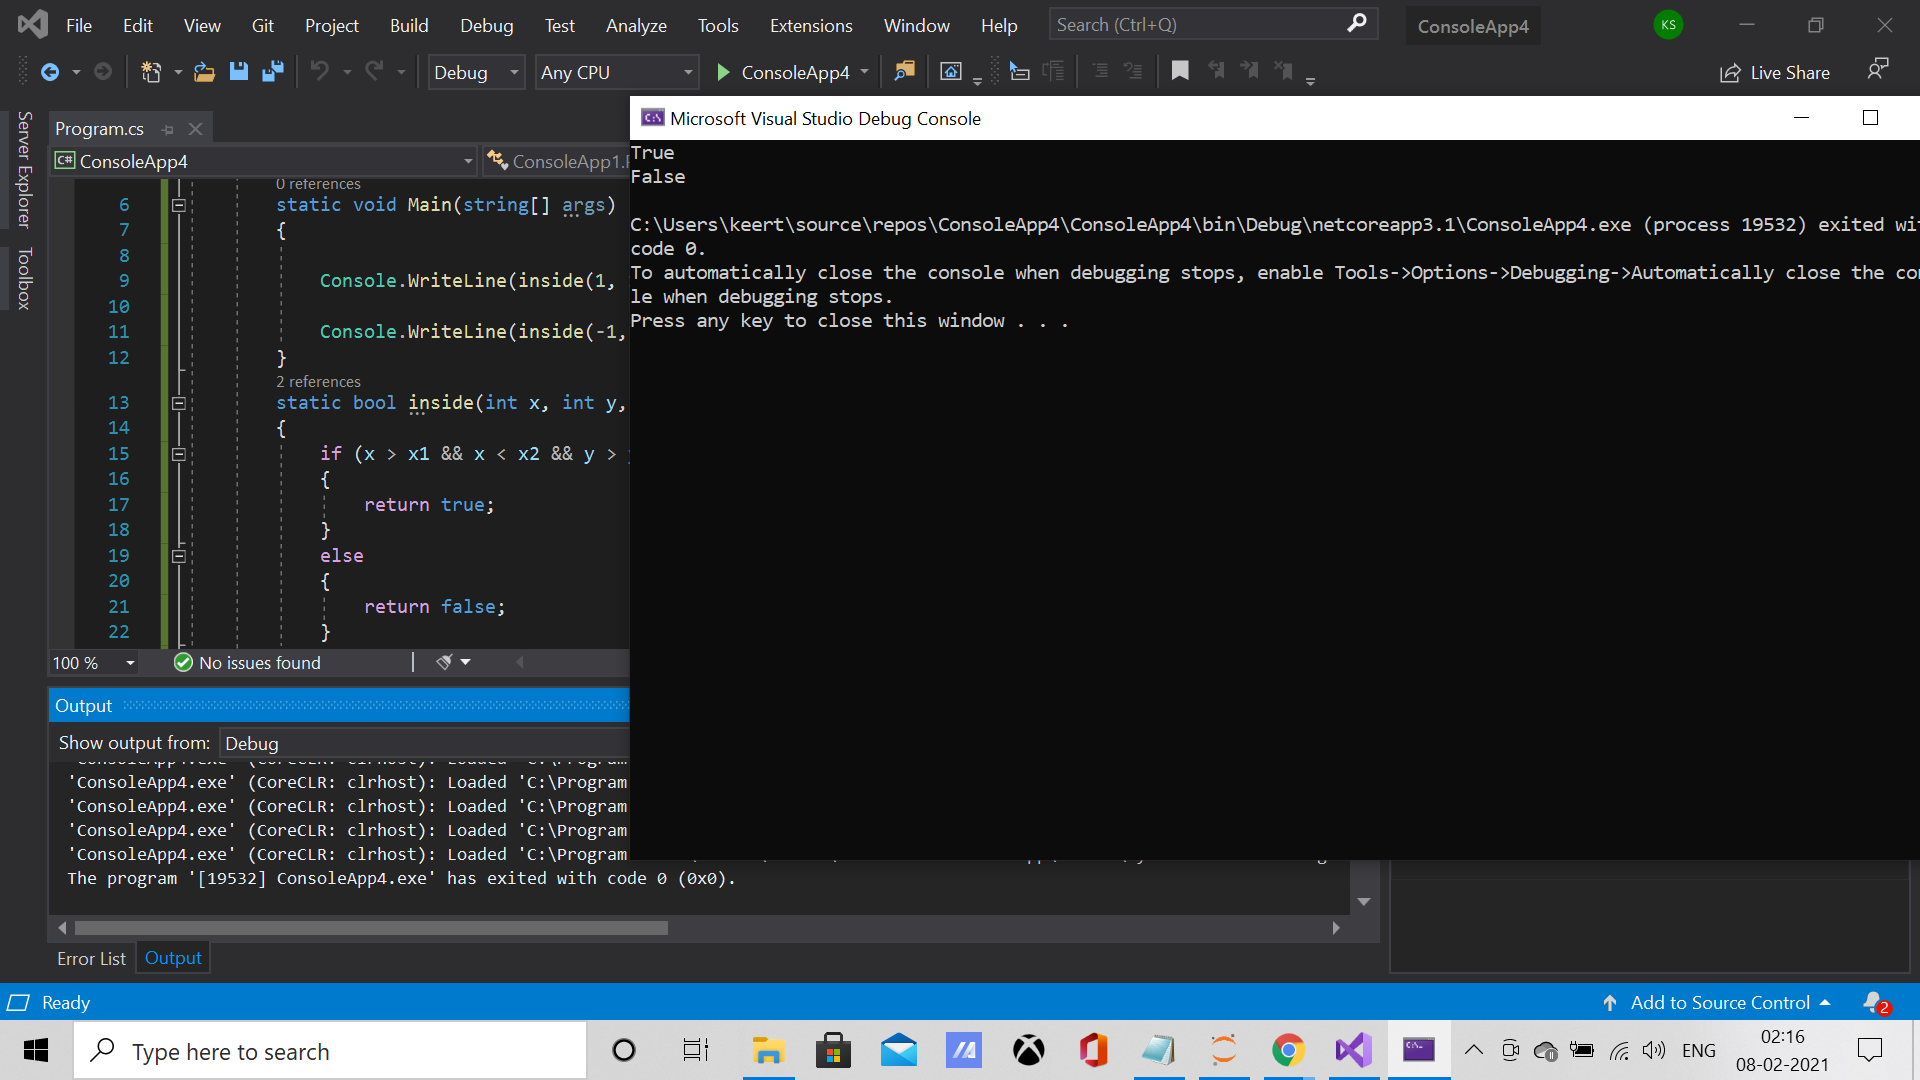 File Edit View Git Project Build Debug Test Analyze Tools Extensions Window Help Search (Ctrl+Q) ConsoleApp4 KS
Debug Any CPU ConsoleApp4 Live Share
Server Explorer
Toolbox
Program.cs
C# ConsoleApp4 ConsoleApp1.
0 references
6 static void Main(string[] args)
7 {
8
9 Console.WriteLine(inside(1,
10
11 Console.WriteLine(inside(-1,
12 }
2 references
13 static bool inside(int x, int y,
14 {
15 if (x > x1 && x < x2 && y >
16 {
17 return true;
18 }
19 else
20 {
21 return false;
22 }
100 % No issues found
Microsoft Visual Studio Debug Console
True
False
C:\Users\keert\source\repos\ConsoleApp4\ConsoleApp4\bin\Debug\netcoreapp3.1\ConsoleApp4.exe (process 19532) exited wi
code 0.
To automatically close the console when debugging stops, enable Tools->Options->Debugging->Automatically close the co
le when debugging stops.
Press any key to close this window . . .
Output
Show output from: Debug
'ConsoleApp4.exe' (CoreCLR: clrhost): Loaded 'C:\Program
'ConsoleApp4.exe' (CoreCLR: clrhost): Loaded 'C:\Program
'ConsoleApp4.exe' (CoreCLR: clrhost): Loaded 'C:\Program
'ConsoleApp4.exe' (CoreCLR: clrhost): Loaded 'C:\Program
'ConsoleApp4.exe' (CoreCLR: clrhost): Loaded 'C:\Program
The program '[19532] ConsoleApp4.exe' has exited with code 0 (0x0).
Error List Output
Ready Add to Source Control 2
Type here to search ENG 02:16
08-02-2021